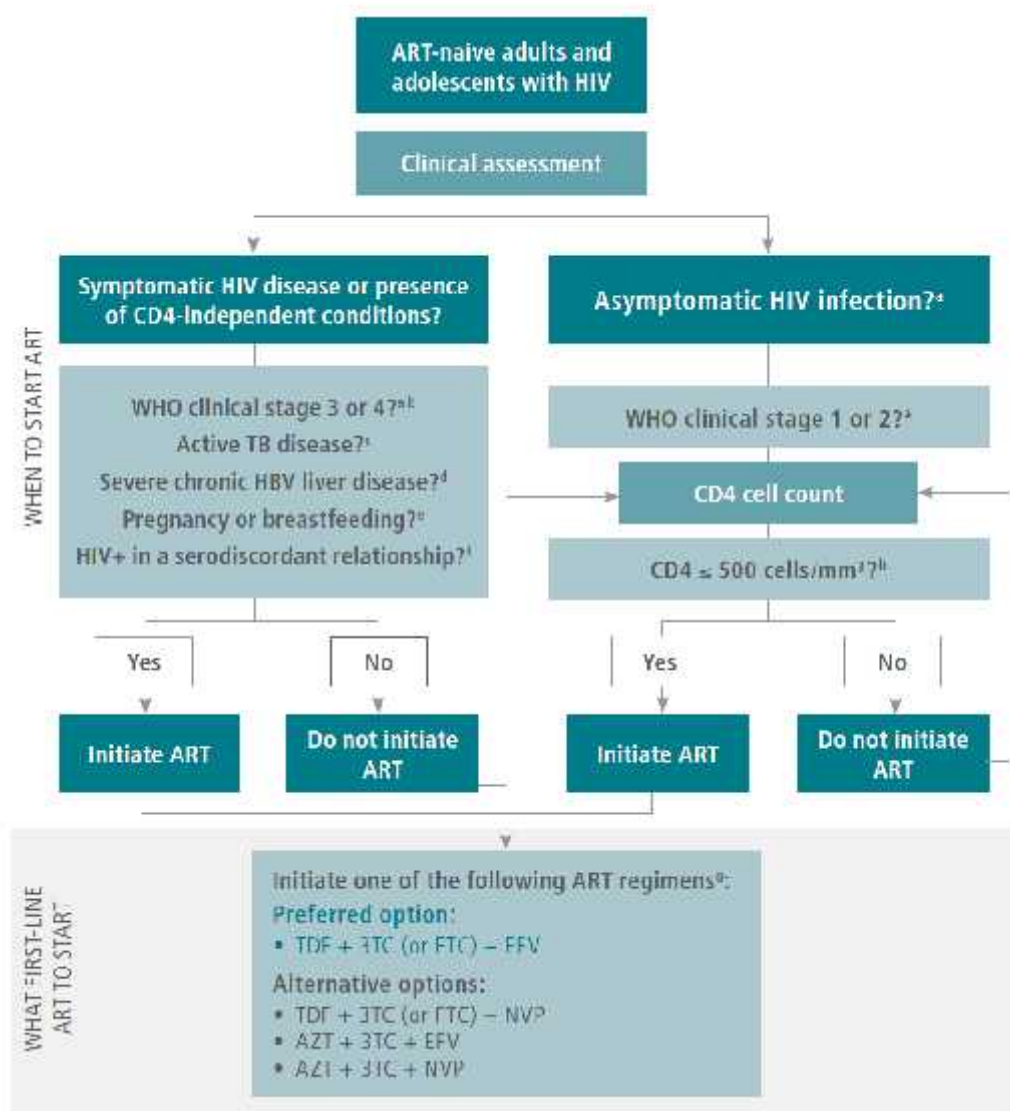 ART-naive adults and
adolescents with HIV
Clinical assessment
WHEN TO START ART
Symptomatic HIV disease or presence
of CD4-independent conditions?
WHO clinical stage 3 or 4?
Active TB disease?
Severe chronic HBV liver disease?ᵈ
Pregnancy or breastfeeding?
HIV+ in a serodiscordant relationship?
Yes
No
Initiate ART
Do not initiate
ART
Asymptomatic HIV infection?ᵃ
WHO clinical stage 1 or 2?ᵃ
CD4 cell count
CD4 ≤ 500 cells/mm³?
Yes
No
Initiate ART
Do not initiate
ART
WHAT FIRST-LINE
ART TO START
Initiate one of the following ART regimens:
Preferred option:
• TDF + 3TC (or FTC) – EFV
Alternative options:
• TDF + 3TC (or FTC) – NVP
• AZT + 3TC + EFV
• AZT + 3TC + NVP